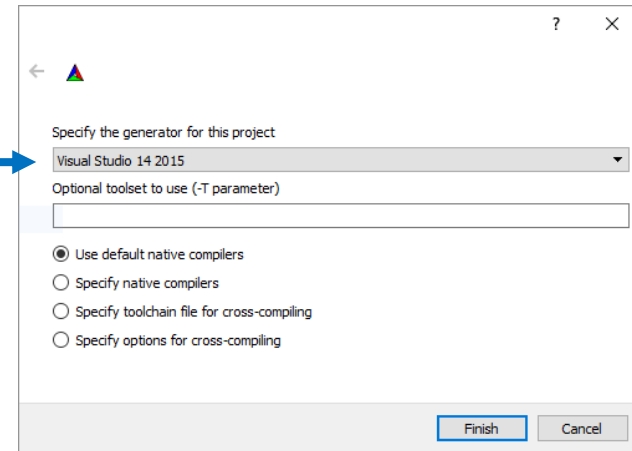 ?
Specify the generator for this project
Visual Studio 14 2015
Optional toolset to use (-T parameter)
Use default native compilers
Specify native compilers
Specify toolchain file for cross-compiling
Specify options for cross-compiling
Finish Cancel